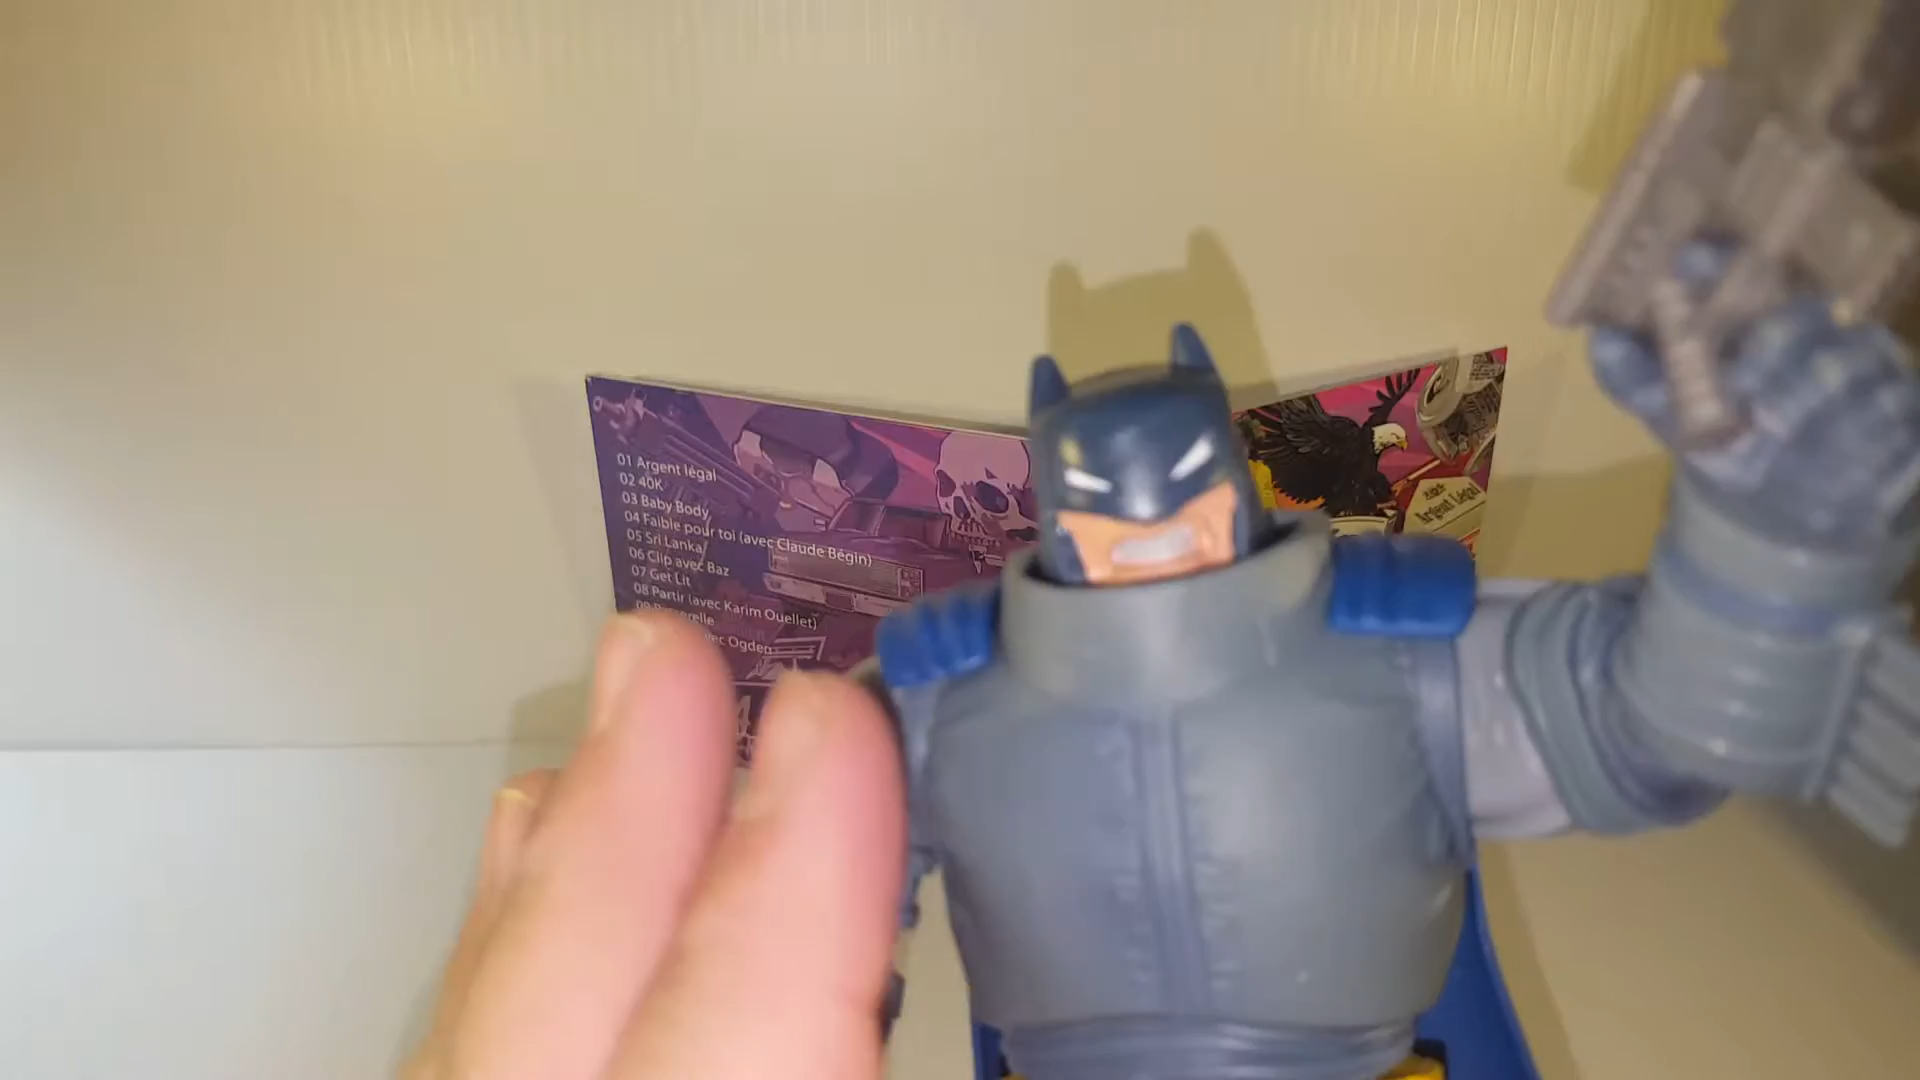 01 Argent légal
02 40K
03 Baby Body
04 Faible pour toi (avec Claude Bégin)
05 Sri Lanka
06 Clip avec Baz
07 Get Lit
08 Partir (avec Karim Ouellet)
09
avec Ogden
Argent Légal